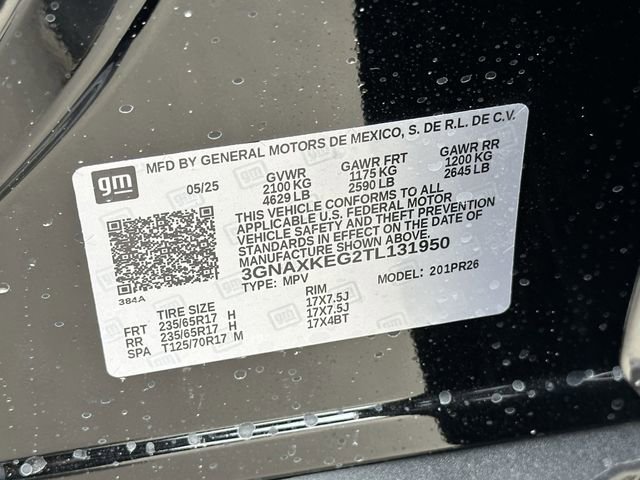 gm
MFD BY GENERAL MOTORS DE MEXICO, S. DE R.L. DE C.V.
05/25 GVWR GAWR FRT GAWR RR
2100 KG 1175 KG 1200 KG
4629 LB 2590 LB 2645 LB
THIS VEHICLE CONFORMS TO ALL
APPLICABLE U.S. FEDERAL MOTOR
VEHICLE SAFETY AND THEFT PREVENTION
STANDARDS IN EFFECT ON THE DATE OF
MANUFACTURE SHOWN ABOVE.
3GNAXKEG2TL131950
TYPE: MPV MODEL: 201PR26
384A
TIRE SIZE RIM
FRT 235/65R17 H 17X7.5J
RR 235/65R17 H 17X7.5J
SPA T125/70R17 M 17X4BT